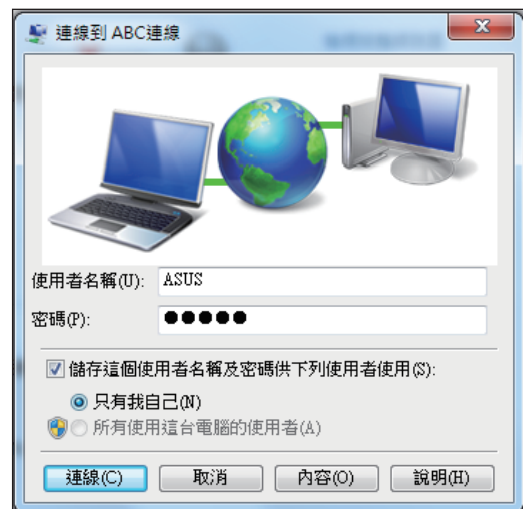 連線到 ABC連線
使用者名稱(U): ASUS
密碼(P): ●●●●●
儲存這個使用者名稱及密碼供下列使用者使用(S):
只有我自己(N)
所有使用這台電腦的使用者(A)
連線(C) 取消 內容(O) 說明(H)